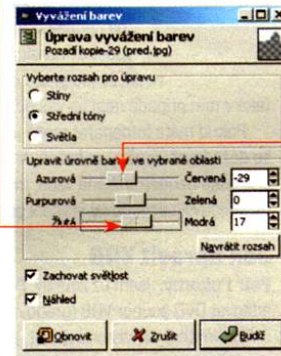 Vyvážení barev
Úprava vyvážení barev
Pozadí kopie-29 (pred.jpg)
Vyberte rozsah pro úpravu
Stíny
Střední tóny
Světla
Upravit úrovně barev ve vybrané oblasti
Azurová Červená -29
Purpurová Zelená 0
Žlutá Modrá 17
Navrátit rozsah
Zachovat světlost
Náhled
Obnovit Zrušit Budiž